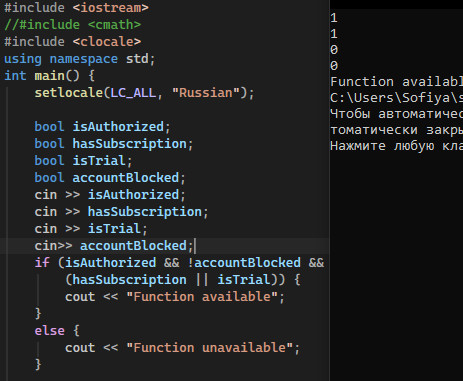 #include <iostream>
//#include <cmath>
#include <clocale>
using namespace std;
int main() {
setlocale(LC_ALL, "Russian");
bool isAuthorized;
bool hasSubscription;
bool isTrial;
bool accountBlocked;
cin >> isAuthorized;
cin >> hasSubscription;
cin >> isTrial;
cin>> accountBlocked;
if (isAuthorized && !accountBlocked &&
(hasSubscription || isTrial)) {
cout << "Function available";
}
else {
cout << "Function unavailable";
}
1
1
0
0
Function availabl
C:\Users\Sofiya\s
Чтобы автоматичес
томатически закры
Нажмите любую кла